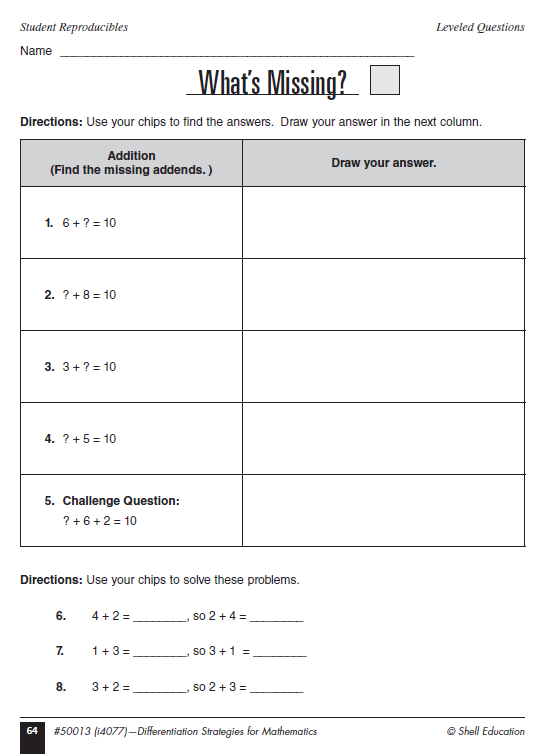 Student Reproducibles
Leveled Questions
Name ____________________
What's Missing?
Directions: Use your chips to find the answers. Draw your answer in the next column.
Addition
(Find the missing addends. )
Draw your answer.
1. 6 + ? = 10
2. ? + 8 = 10
3. 3 + ? = 10
4. ? + 5 = 10
5. Challenge Question:
? + 6 + 2 = 10
Directions: Use your chips to solve these problems.
6. 4 + 2 = ________, so 2 + 4 = ________
7. 1 + 3 = ________, so 3 + 1 = ________
8. 3 + 2 = ________, so 2 + 3 = ________
64 #50013 (i4077)—Differentiation Strategies for Mathematics © Shell Education